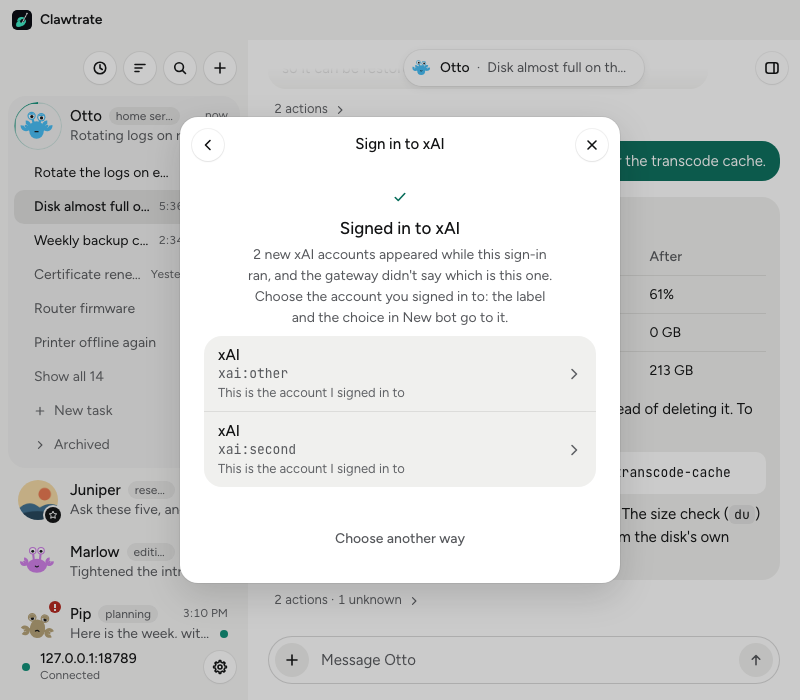 Clawtrate
Otto · Disk almost full on th...
2 actions
Otto home ser... now
Rotating logs on
Rotate the logs on e...
Disk almost full o... 5:36
Weekly backup c... 2:34
Certificate rene... Yeste
Router firmware
Printer offline again
Show all 14
+ New task
Archived
Juniper rese...
Ask these five, an
Marlow editi...
Tightened the intr
Pip planning 3:10 PM
Here is the week. wit...
127.0.0.1:18789
Connected
Sign in to xAI
Signed in to xAI
2 new xAI accounts appeared while this sign-in
ran, and the gateway didn't say which is this one.
Choose the account you signed in to: the label
and the choice in New bot go to it.
xAI
xai:other
This is the account I signed in to
xAI
xai:second
This is the account I signed in to
Choose another way
the transcode cache.
After
61%
0 GB
213 GB
ead of deleting it. To
transcode-cache
The size check (du)
m the disk's own
2 actions · 1 unknown
Message Otto